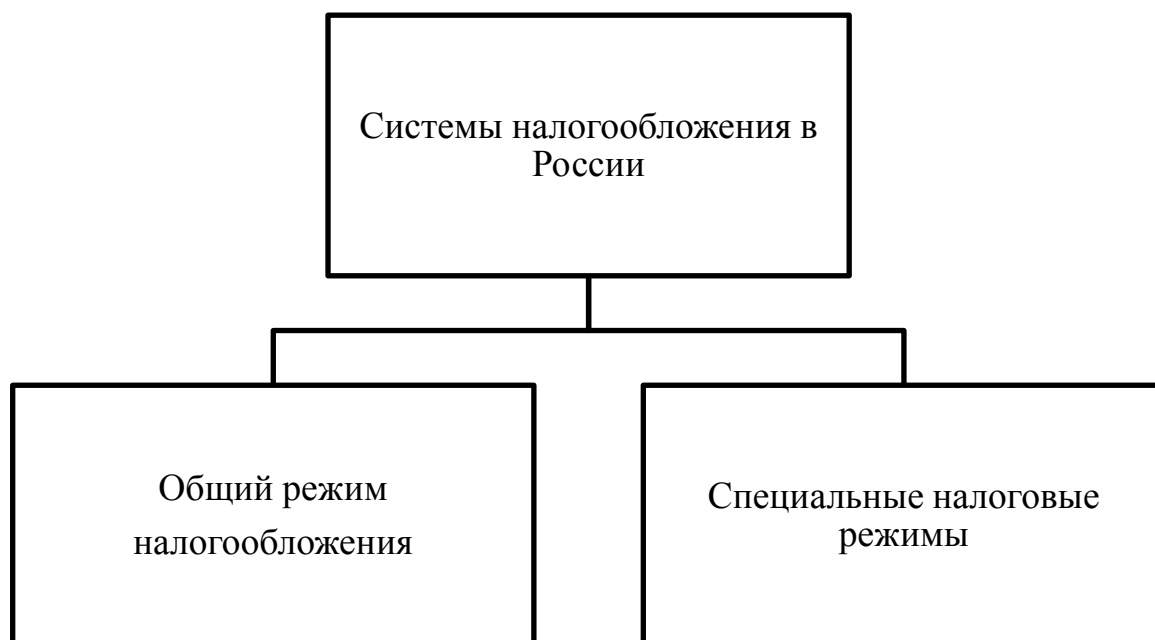 Системы налогообложения в
России
Общий режим
налогообложения
Специальные налоговые
режимы